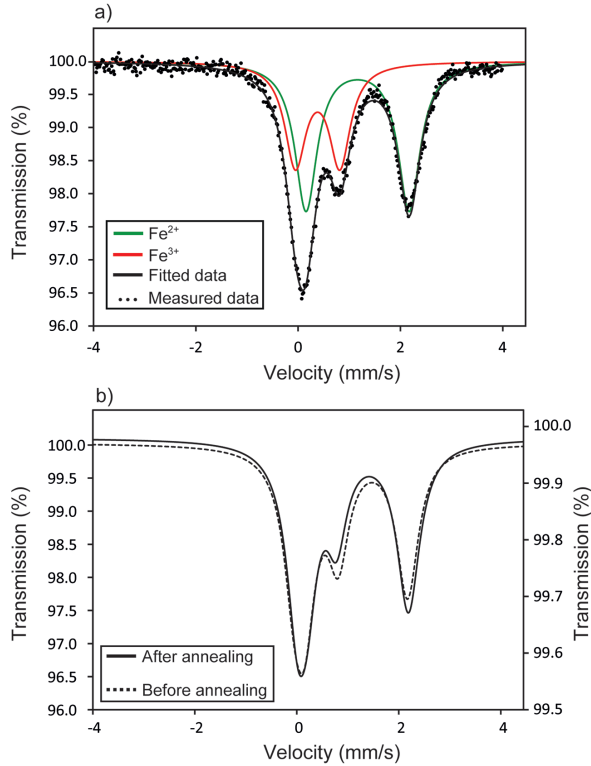 a)
Transmission (%)
100.0
99.5
99.0
98.5
98.0
97.5
97.0
96.5
96.0
Fe²⁺
Fe³⁺
Fitted data
Measured data
-4
-2
0
2
4
Velocity (mm/s)
b)
Transmission (%)
100.0
99.5
99.0
98.5
98.0
97.5
97.0
96.5
96.0
100.0
99.9
99.8
99.7
99.6
99.5
Transmission (%)
After annealing
Before annealing
-4
-2
0
2
4
Velocity (mm/s)